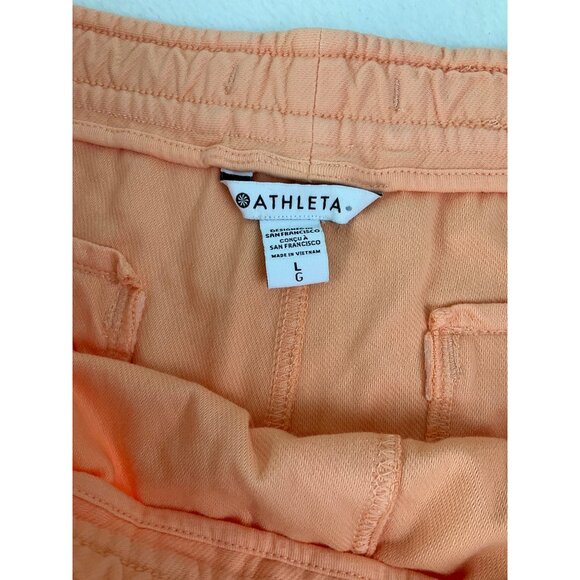 ATHLETA®
DESIGNED IN
SAN FRANCISCO
CONÇU À
SAN FRANCISCO
MADE IN VIETNAM
L
G